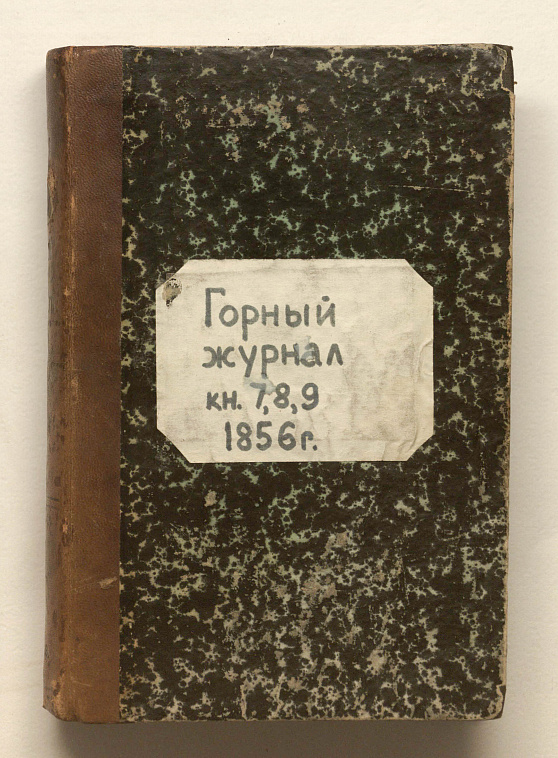 Горный
журнал
кн. 7,8,9
1856г.